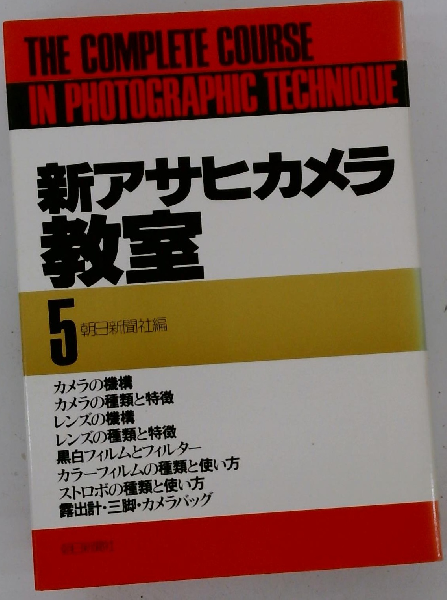 THE COMPLETE COURSE
IN PHOTOGRAPHIC TECHNIQUE
新アサヒカメラ
教室
5 朝日新聞社編
カメラの機構
カメラの種類と特徴
レンズの機構
レンズの種類と特徴
黒白フィルムとフィルター
カラーフィルムの種類と使い方
ストロボの種類と使い方
露出計・三脚・カメラバッグ
朝日新聞社